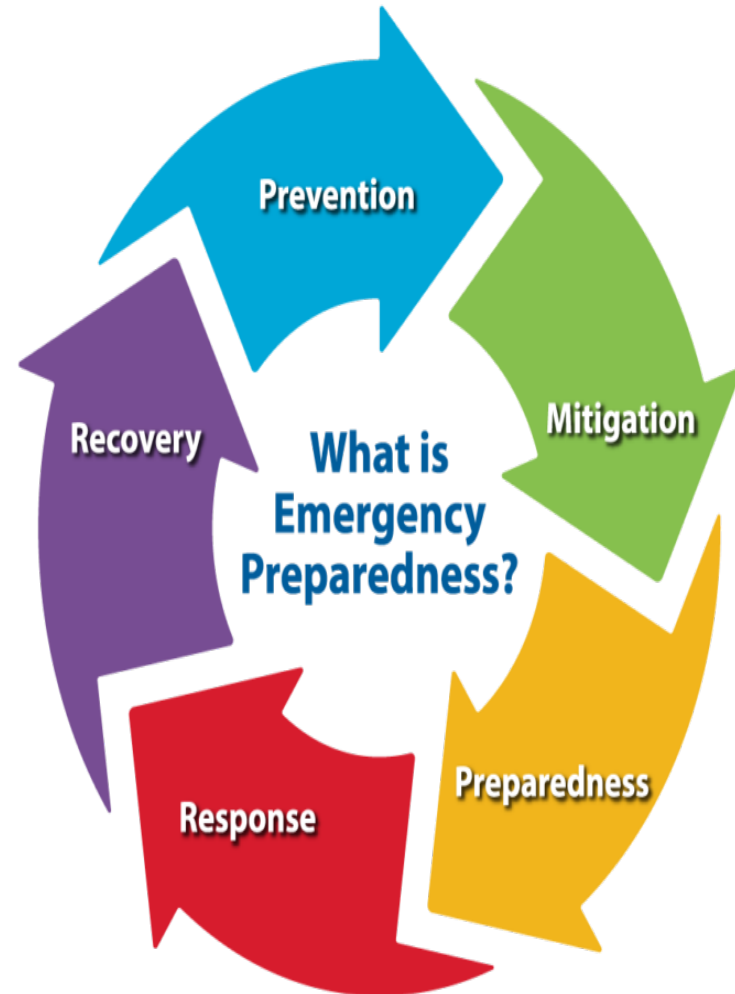 Prevention
Mitigation
Recovery
What is
Emergency
Preparedness?
Preparedness
Response